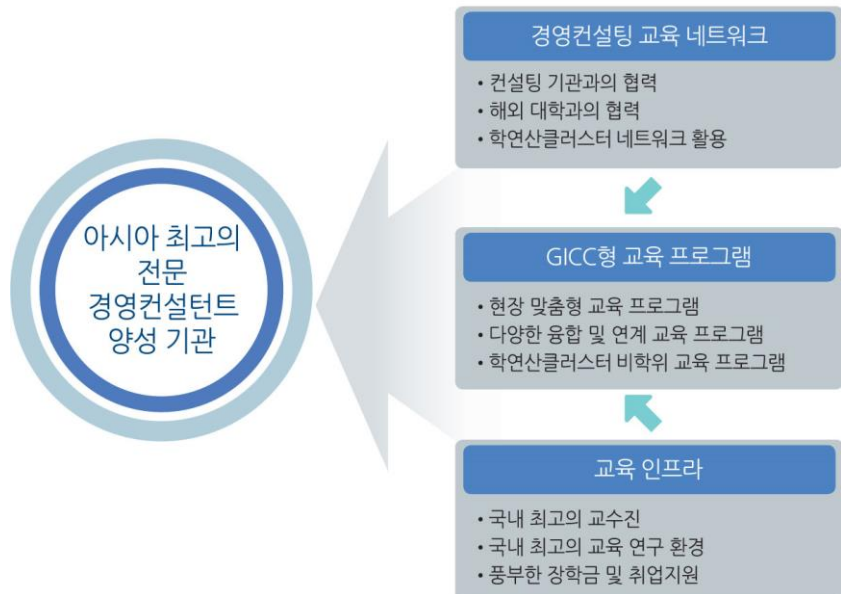 경영컨설팅 교육 네트워크
• 컨설팅 기관과의 협력
• 해외 대학과의 협력
• 학연산클러스터 네트워크 활용
아시아 최고의
전문
경영컨설턴트
양성 기관
GICC형 교육 프로그램
• 현장 맞춤형 교육 프로그램
• 다양한 융합 및 연계 교육 프로그램
• 학연산클러스터 비학위 교육 프로그램
교육 인프라
• 국내 최고의 교수진
• 국내 최고의 교육 연구 환경
• 풍부한 장학금 및 취업지원